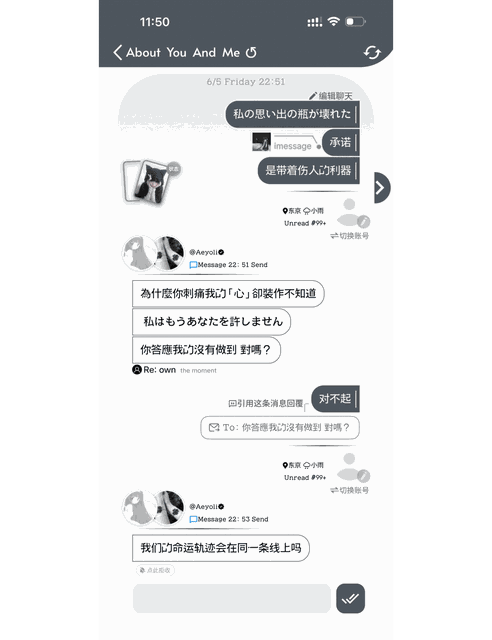 11:50
About You And Me
6/5 Friday 22:51
编辑聊天
私の思い出の瓶が壊れた
imessage
承诺
是带着伤人的利器
东京 小雨
Unread #99+
切换账号
@Aeyoli
Message 22: 51 Send
為什麼你刺痛我的「心」卻裝作不知道
私はもうあなたを許しません
你答應我的沒有做到 對嗎？
Re: own the moment
对不起
引用这条消息回覆
To: 你答應我的沒有做到 對嗎？
东京 小雨
Unread #99+
切换账号
@Aeyoli
Message 22: 53 Send
我们的命运轨迹会在同一条线上吗
点此拒收